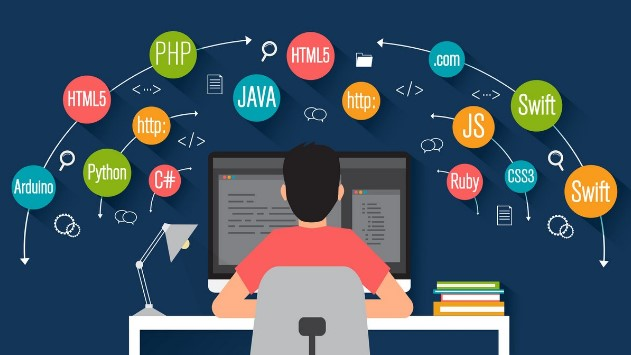 PHP
HTML5
.com
HTML5
JAVA
http:
Swift
http:
JS
Python
C#
Ruby
CSS3
Arduino
Swift